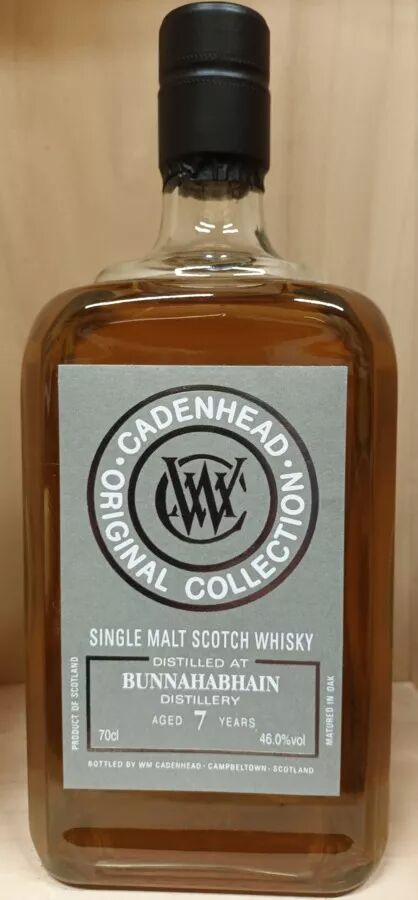 · CADENHEAD ·
ORIGINAL COLLECTION
WC
SINGLE MALT SCOTCH WHISKY
DISTILLED AT
BUNNAHABHAIN
DISTILLERY
AGED 7 YEARS
70cl 46.0%vol
PRODUCT OF SCOTLAND
MATURED IN OAK
BOTTLED BY WM CADENHEAD · CAMPBELTOWN · SCOTLAND